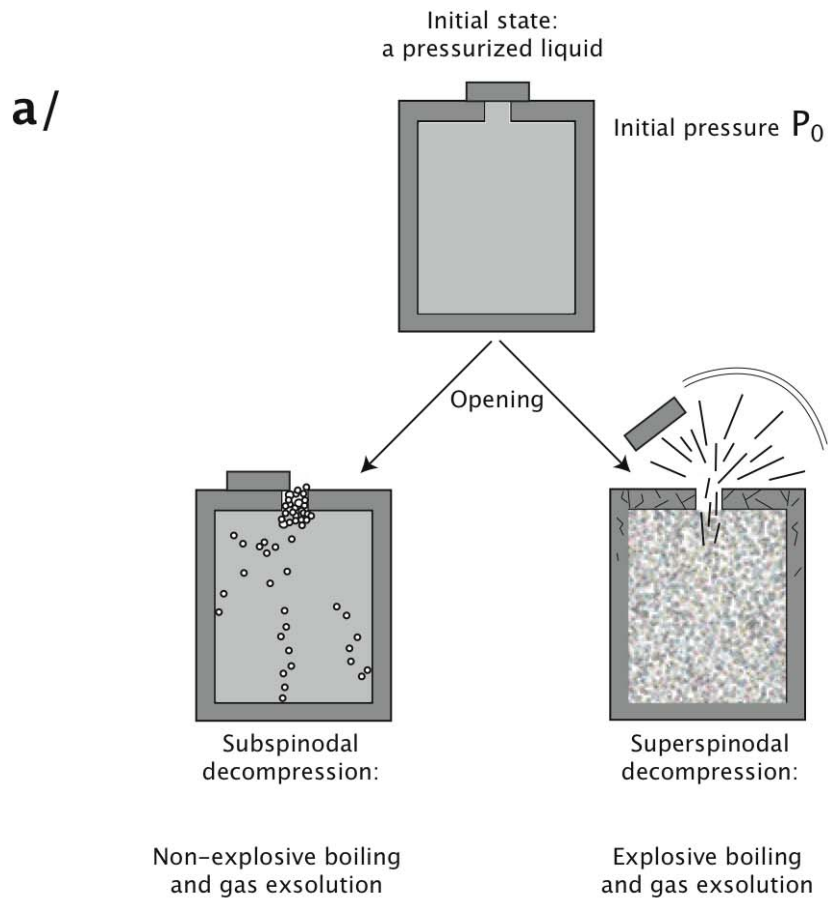 Initial state:
a pressurized liquid
a/
Initial pressure P₀
Opening
Subspinodal
decompression:
Superspinodal
decompression:
Non-explosive boiling
and gas exsolution
Explosive boiling
and gas exsolution